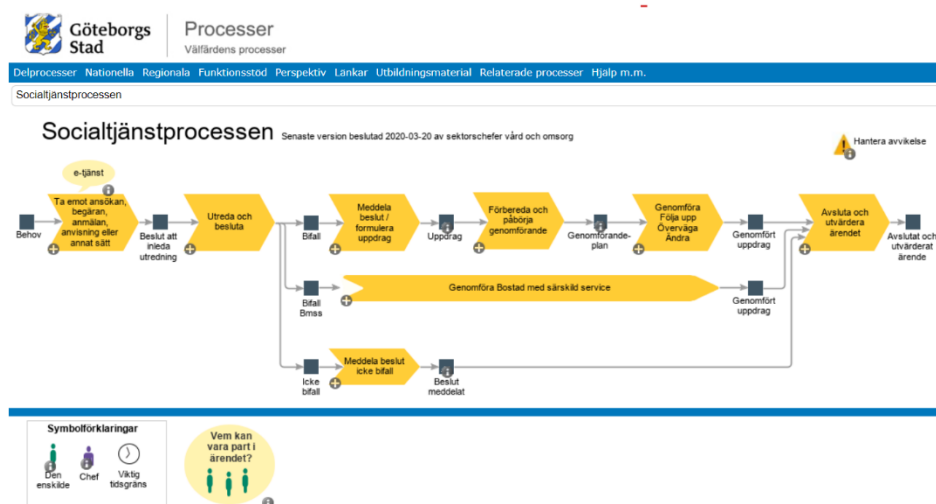 Göteborgs
Stad
Processer
Välfärdens processer
Delprocesser Nationella Regionala Funktionsstöd Perspektiv Länkar Utbildningsmaterial Relaterade processer Hjälp m.m.
Socialtjänstprocessen
Socialtjänstprocessen Senaste version beslutad 2020-03-20 av sektorschefer vård och omsorg
Hantera avvikelse
e-tjänst
Behov
Ta emot ansökan,
begäran,
anmälan,
anvisning eller
annat sätt
Beslut att
inleda
utredning
Utreda och
besluta
Bifall
Meddela
beslut /
formulera
uppdrag
Uppdrag
Förbereda och
påbörja
genomförande
Genomförande-
plan
Genomföra
Följa upp
Överväga
Ändra
Genomfört
uppdrag
Avsluta och
utvärdera
ärendet
Avslutat och
utvärderat
ärende
Bifall
Bmss
Genomföra Bostad med särskild service
Genomfört
uppdrag
Icke
bifall
Meddela beslut
icke bifall
Beslut
meddelat
Symbolförklaringar
Den
enskilde
Chef
Viktig
tidsgräns
Vem kan
vara part i
ärendet?